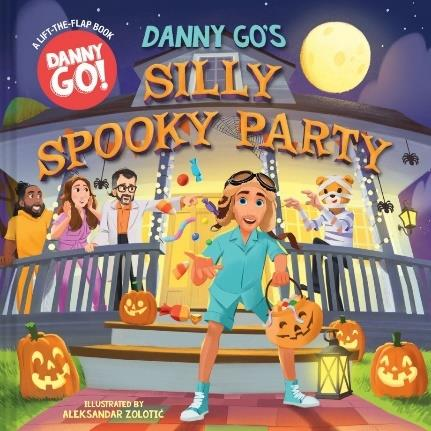 A LIFT-THE-FLAP BOOK
DANNY
GO!
DANNY GO'S
SILLY
SPOOKY PARTY
ILLUSTRATED BY
ALEKSANDAR ZOLOTIĆ